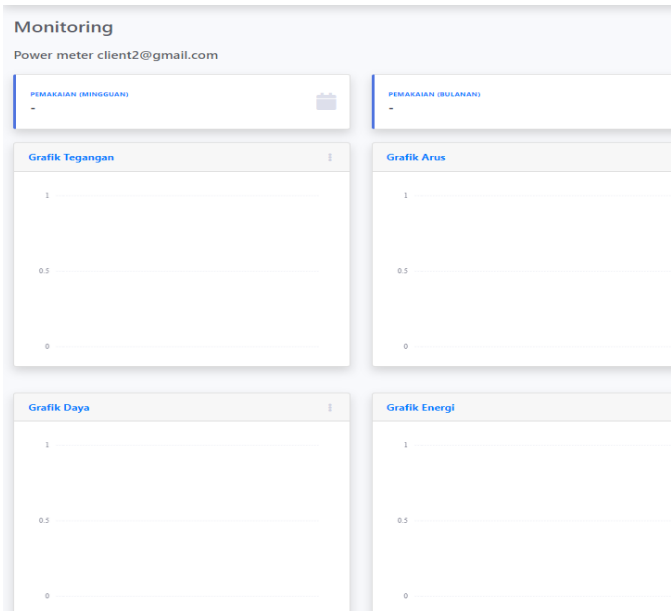 Monitoring
Power meter client2@gmail.com
PEMAKAIAN (MINGGUAN)
-
PEMAKAIAN (BULANAN)
-
Grafik Tegangan
1
0.5
0
Grafik Arus
1
0.5
0
Grafik Daya
1
0.5
0
Grafik Energi
1
0.5
0